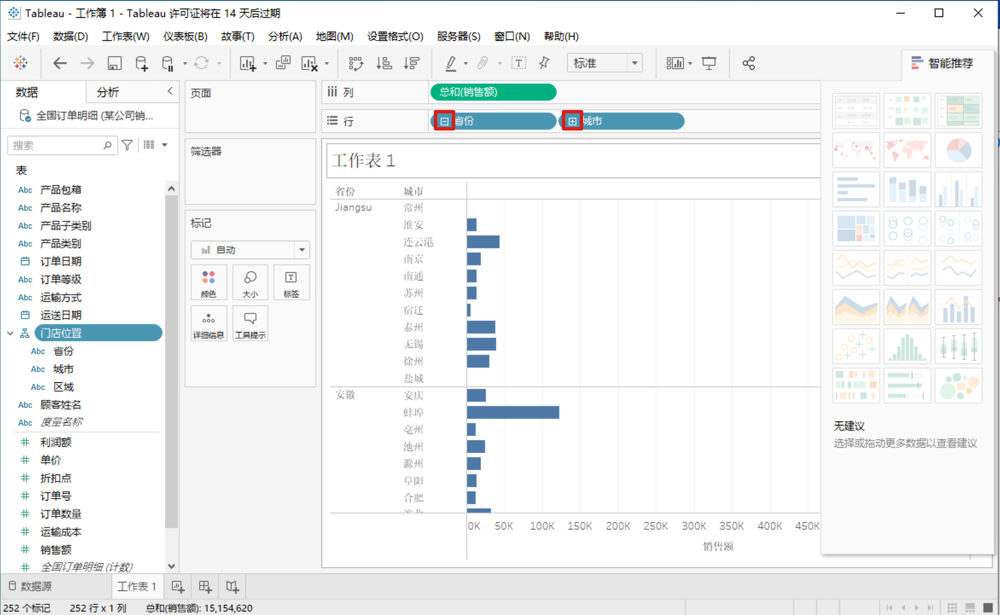 Tableau - 工作簿 1 - Tableau 许可证将在 14 天后过期
文件(F) 数据(D) 工作表(W) 仪表板(B) 故事(T) 分析(A) 地图(M) 设置格式(O) 服务器(S) 窗口(N) 帮助(H)
标准
智能推荐
数据 分析
全国订单明细 (某公司销...
搜索
表
Abc 产品包箱
Abc 产品名称
Abc 产品子类别
Abc 产品类别
订单日期
Abc 订单等级
Abc 运输方式
运送日期
门店位置
Abc 省份
Abc 城市
Abc 区域
Abc 顾客姓名
Abc 度量名称
利润额
单价
折扣点
订单号
订单数量
运输成本
销售额
全国订单明细 (计数)
页面
筛选器
标记
自动
颜色 大小 标签
详细信息 工具提示
列 总和(销售额)
行 省份 城市
工作表 1
省份 城市
Jiangsu 常州
淮安
连云港
南京
南通
苏州
宿迁
泰州
无锡
徐州
盐城
安徽 安庆
蚌埠
亳州
池州
滁州
阜阳
合肥
淮北
0K 50K 100K 150K 200K 250K 300K 350K 400K 450K
销售额
无建议
选择或拖动更多数据以查看建议
数据源 工作表 1
252 个标记 252 行 x 1 列 总和(销售额): 15,154,620